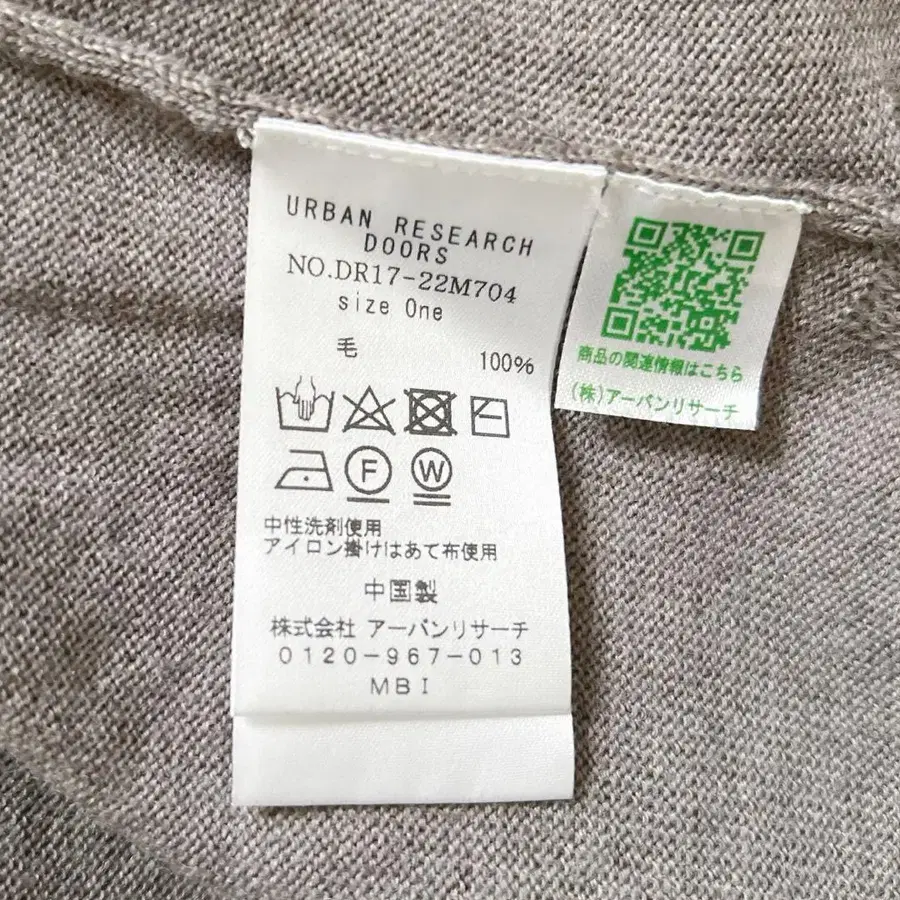 URBAN RESEARCH
DOORS
NO.DR17-22M704
size One
毛 100%
F W
中性洗剤使用
アイロン掛けはあて布使用
中国製
株式会社 アーバンリサーチ
0120-967-013
MBI
商品の関連情報はこちら
(株)アーバンリサーチ